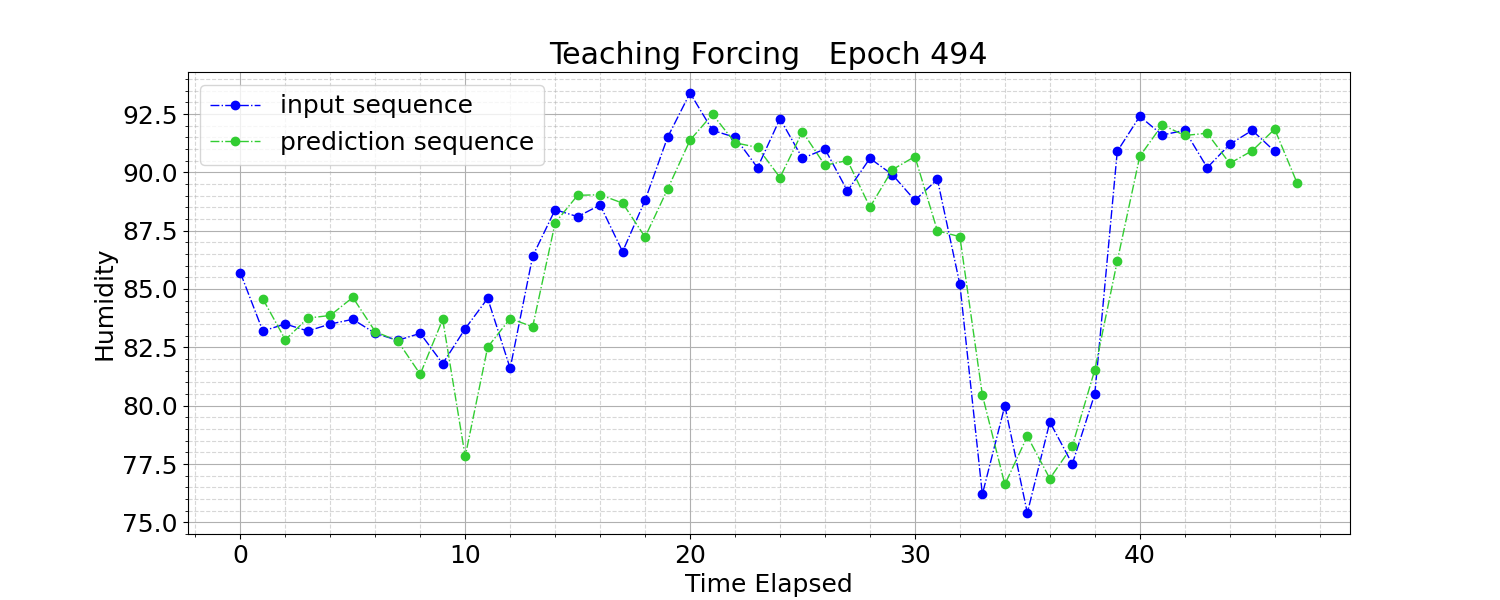 Teaching Forcing   Epoch 494
input sequence
prediction sequence
Humidity
92.5
90.0
87.5
85.0
82.5
80.0
77.5
75.0
0 10 20 30 40
Time Elapsed